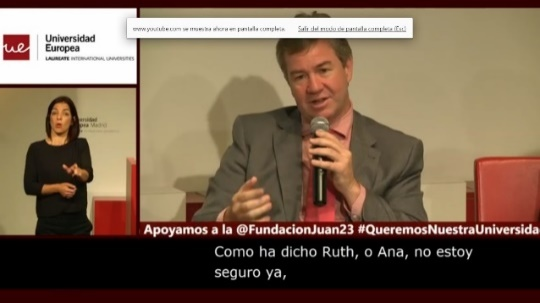 www.youtube.com se muestra ahora en pantalla completa. Salir del modo de pantalla completa (Esc)
ue
Universidad
Europea
LAUREATE INTERNATIONAL UNIVERSITIES
Madrid
Apoyamos a la @FundacionJuan23 #QueremosNuestraUniversida
Como ha dicho Ruth, o Ana, no estoy
seguro ya,